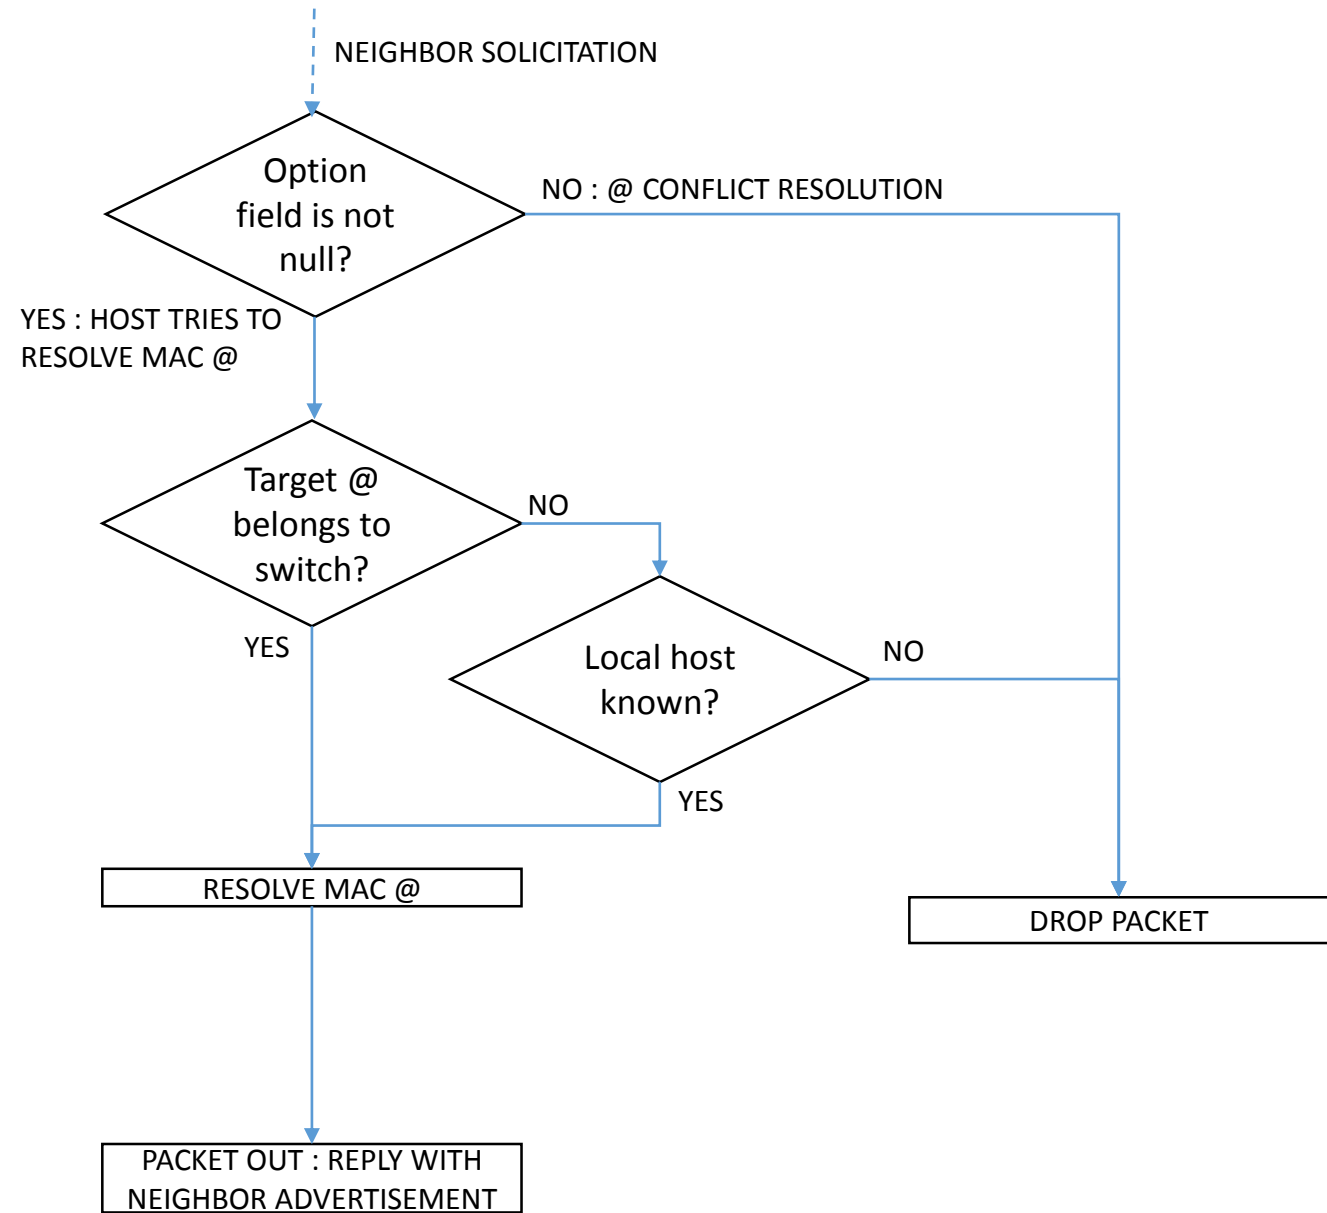 NEIGHBOR SOLICITATION
Option
field is not
null?
NO : @ CONFLICT RESOLUTION
YES : HOST TRIES TO
RESOLVE MAC @
Target @
belongs to
switch?
NO
YES
Local host
known?
NO
YES
RESOLVE MAC @
DROP PACKET
PACKET OUT : REPLY WITH
NEIGHBOR ADVERTISEMENT